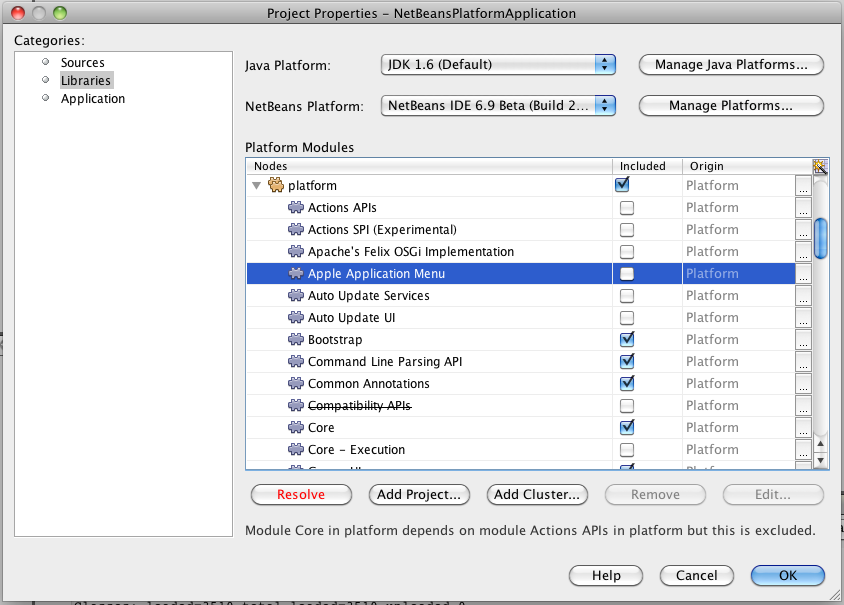 Project Properties – NetBeansPlatformApplication
Categories:
Sources
Libraries
Application
Java Platform: JDK 1.6 (Default) Manage Java Platforms...
NetBeans Platform: NetBeans IDE 6.9 Beta (Build 2... Manage Platforms...
Platform Modules
Nodes Included Origin
platform Platform ...
Actions APIs Platform ...
Actions SPI (Experimental) Platform ...
Apache's Felix OSGi Implementation Platform ...
Apple Application Menu Platform ...
Auto Update Services Platform ...
Auto Update UI Platform ...
Bootstrap Platform ...
Command Line Parsing API Platform ...
Common Annotations Platform ...
Compatibility APIs Platform ...
Core Platform ...
Core – Execution Platform ...
Resolve Add Project... Add Cluster... Remove Edit...
Module Core in platform depends on module Actions APIs in platform but this is excluded.
Help Cancel OK